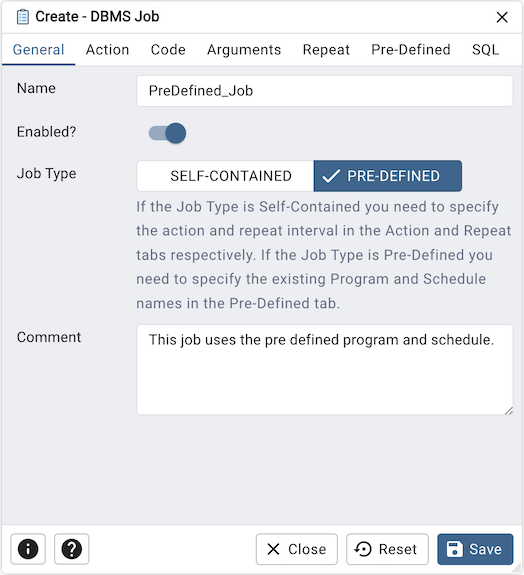 Create - DBMS Job
General Action Code Arguments Repeat Pre-Defined SQL
Name
PreDefined_Job
Enabled?
Job Type
SELF-CONTAINED PRE-DEFINED
If the Job Type is Self-Contained you need to specify
the action and repeat interval in the Action and Repeat
tabs respectively. If the Job Type is Pre-Defined you
need to specify the existing Program and Schedule
names in the Pre-Defined tab.
Comment
This job uses the pre defined program and schedule.
Close Reset Save